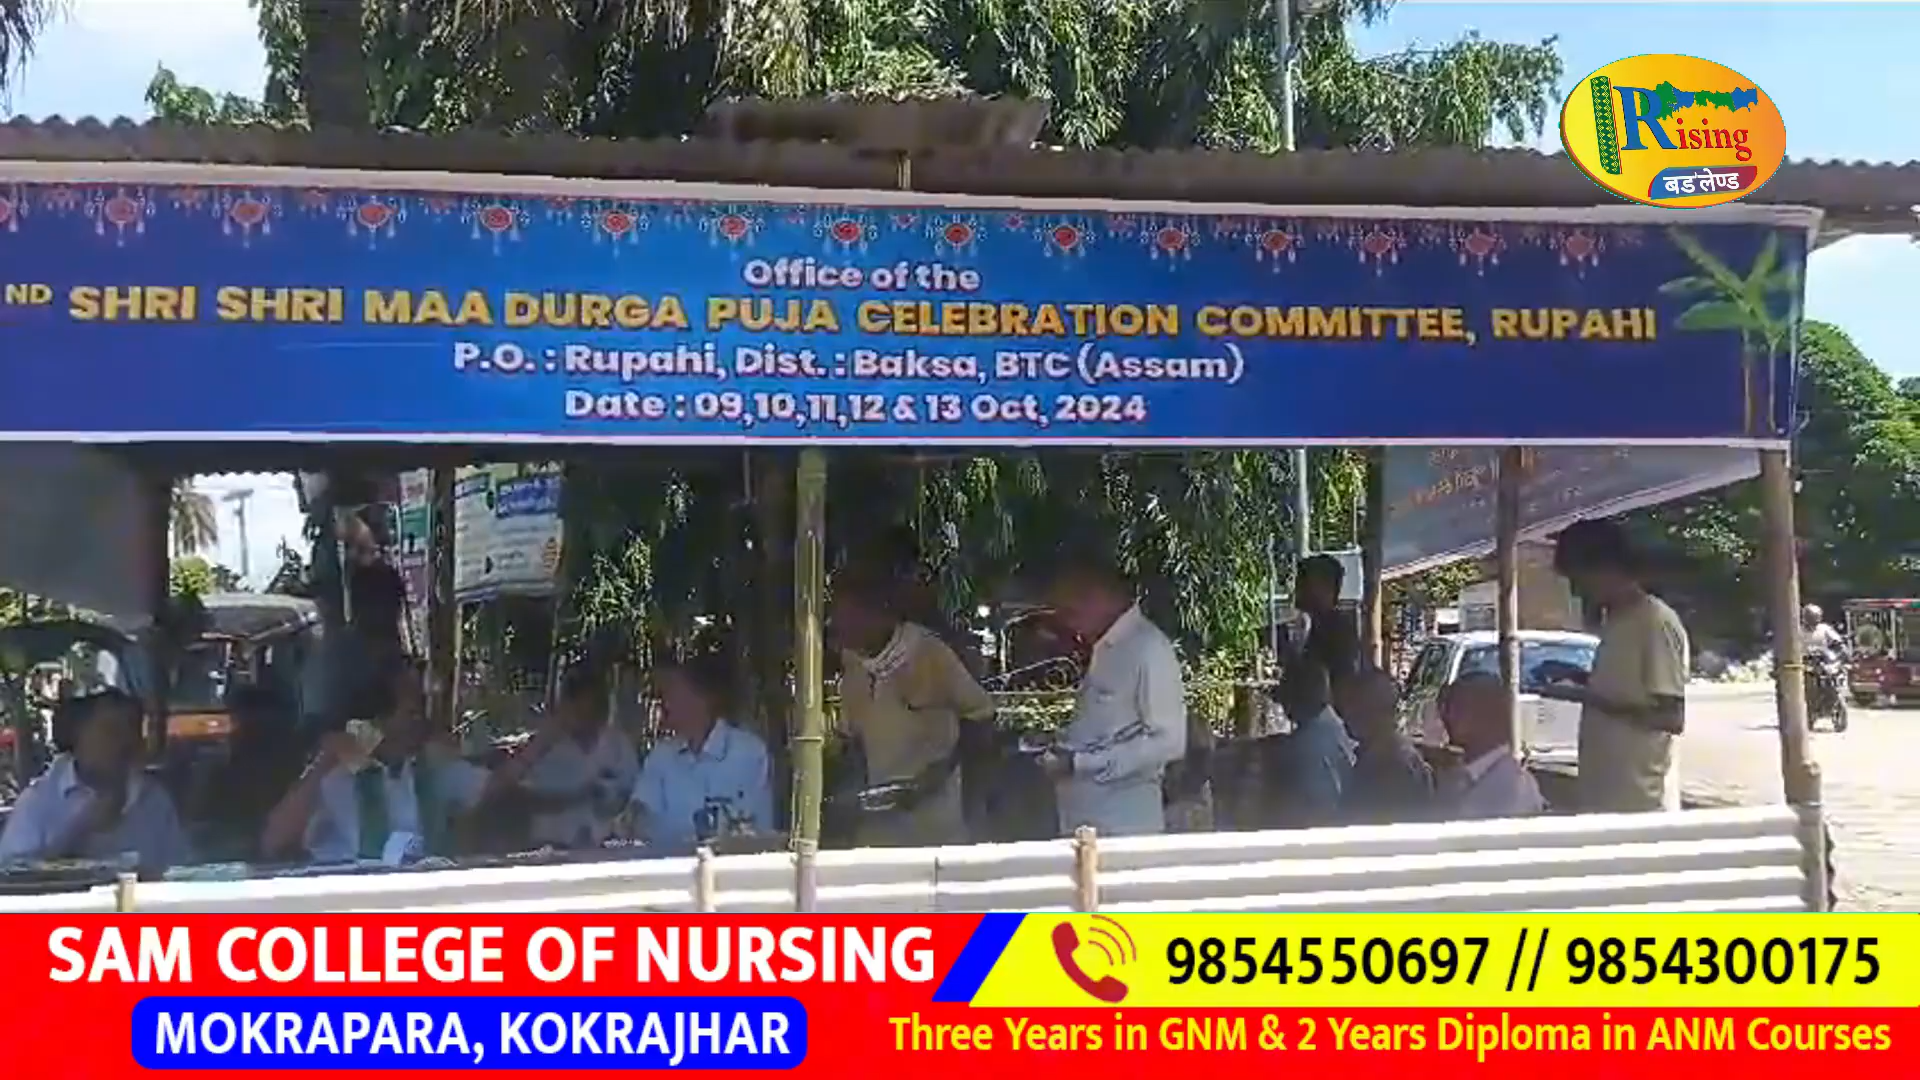 Rising
बड'लेण्ड
Office of the
ND SHRI SHRI MAA DURGA PUJA CELEBRATION COMMITTEE, RUPAHI
P.O. : Rupahi, Dist. : Baksa, BTC (Assam)
Date : 09,10,11,12 & 13 Oct, 2024
SAM COLLEGE OF NURSING
MOKRAPARA, KOKRAJHAR
9854550697 // 9854300175
Three Years in GNM & 2 Years Diploma in ANM Courses